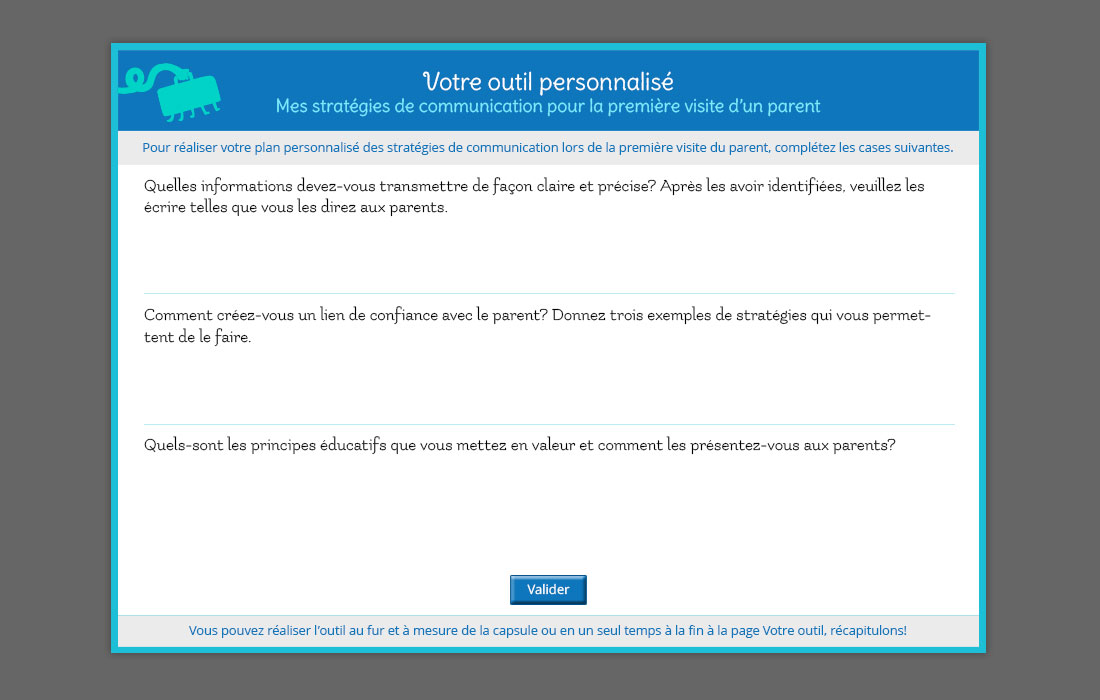 Votre outil personnalisé
Mes stratégies de communication pour la première visite d'un parent
Pour réaliser votre plan personnalisé des stratégies de communication lors de la première visite du parent, complétez les cases suivantes.
Quelles informations devez-vous transmettre de façon claire et précise? Après les avoir identifiées, veuillez les
écrire telles que vous les direz aux parents.
Comment créez-vous un lien de confiance avec le parent? Donnez trois exemples de stratégies qui vous permet-
tent de le faire.
Quels-sont les principes éducatifs que vous mettez en valeur et comment les présentez-vous aux parents?
Valider
Vous pouvez réaliser l'outil au fur et à mesure de la capsule ou en un seul temps à la fin à la page Votre outil, récapitulons!